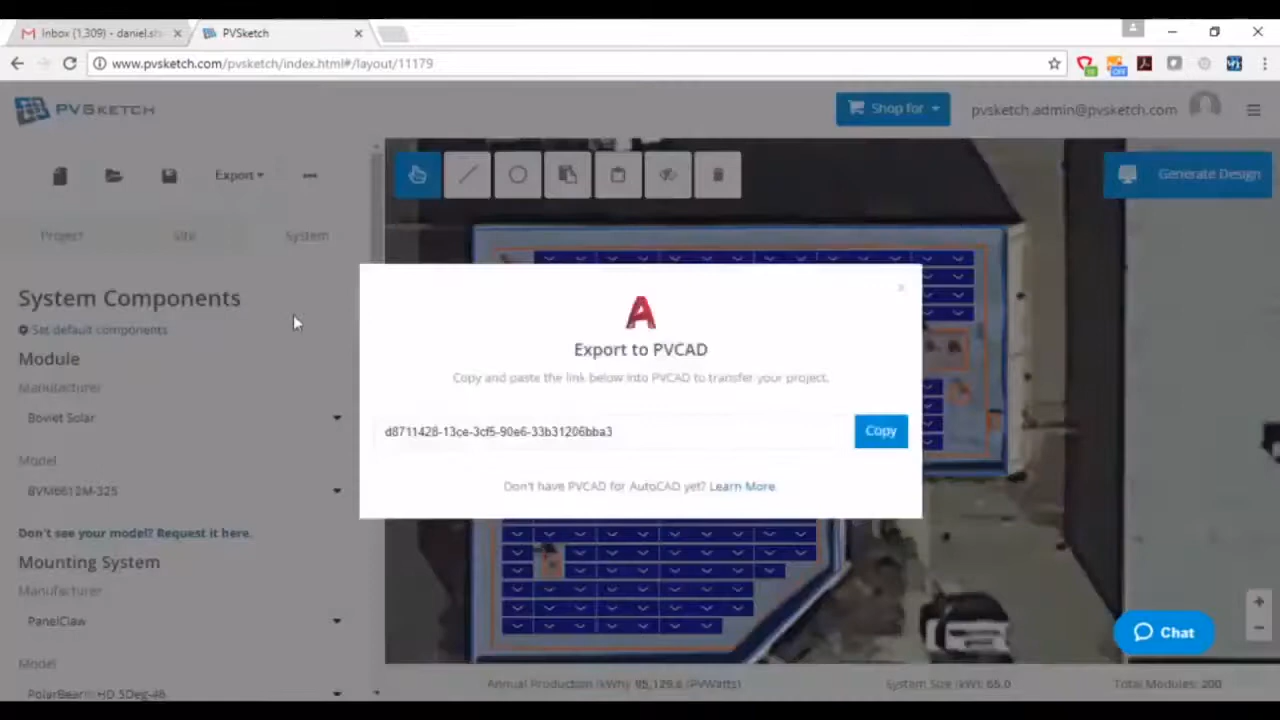 Inbox (1,309) - daniel.sh
PVSketch
www.pvsketch.com/pvsketch/index.html#/layout/11179
OFF
PVSKETCH
Shop for
pvsketch.admin@pvsketch.com
Export
Generate Design
Project
Site
System
System Components
Set default components
Module
Manufacturer
Boviet Solar
Model
BVM6612M-325
Don't see your model? Request it here.
Mounting System
Manufacturer
PanelClaw
Model
PolarBear HD 5Deg-46
Export to PVCAD
Copy and paste the link below into PVCAD to transfer your project.
d8711428-13ce-3cf5-90e6-33b31206bba3
Copy
Don't have PVCAD for AutoCAD yet? Learn More.
Chat
Annual Production (kWh) 95,129.6 (PVWatts)
System Size (kW): 65.0
Total Modules: 200